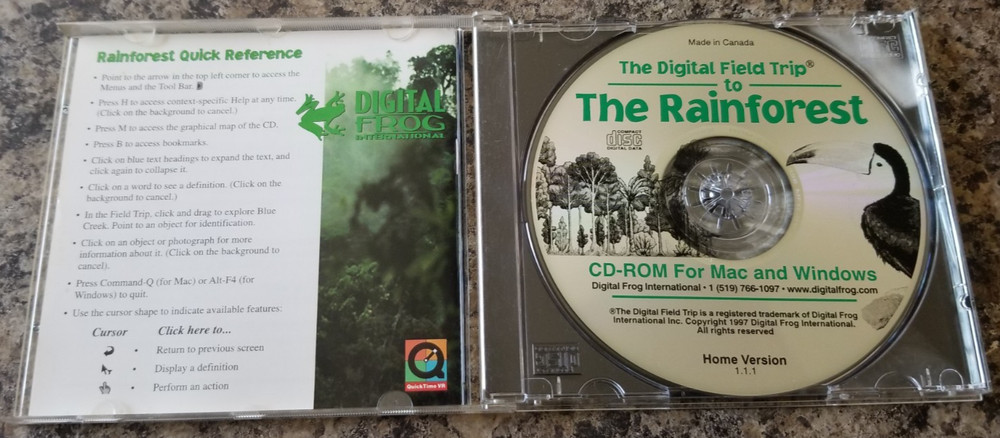 Rainforest Quick Reference
• Point to the arrow in the top left corner to access the
Menus and the Tool Bar.
• Press H to access context-specific Help at any time.
(Click on the background to cancel.)
• Press M to access the graphical map of the CD.
• Press B to access bookmarks.
• Click on blue text headings to expand the text, and
click again to collapse it.
• Click on a word to see a definition. (Click on the
background to cancel.)
• In the Field Trip, click and drag to explore Blue
Creek. Point to an object for identification.
• Click on an object or photograph for more
information about it. (Click on the background to
cancel).
• Press Command-Q (for Mac) or Alt-F4 (for
Windows) to quit.
• Use the cursor shape to indicate available features:
Cursor Click here to...
• Return to previous screen
• Display a definition
• Perform an action
DIGITAL
FROG
INTERNATIONAL
QuickTime VR
Made in Canada
The Digital Field Trip®
to
The Rainforest
COMPACT
disc
DIGITAL DATA
CD-ROM For Mac and Windows
Digital Frog International • 1 (519) 766-1097 • www.digitalfrog.com
®The Digital Field Trip is a registered trademark of Digital Frog
International Inc. Copyright 1997 Digital Frog International.
All rights reserved
Home Version
1.1.1